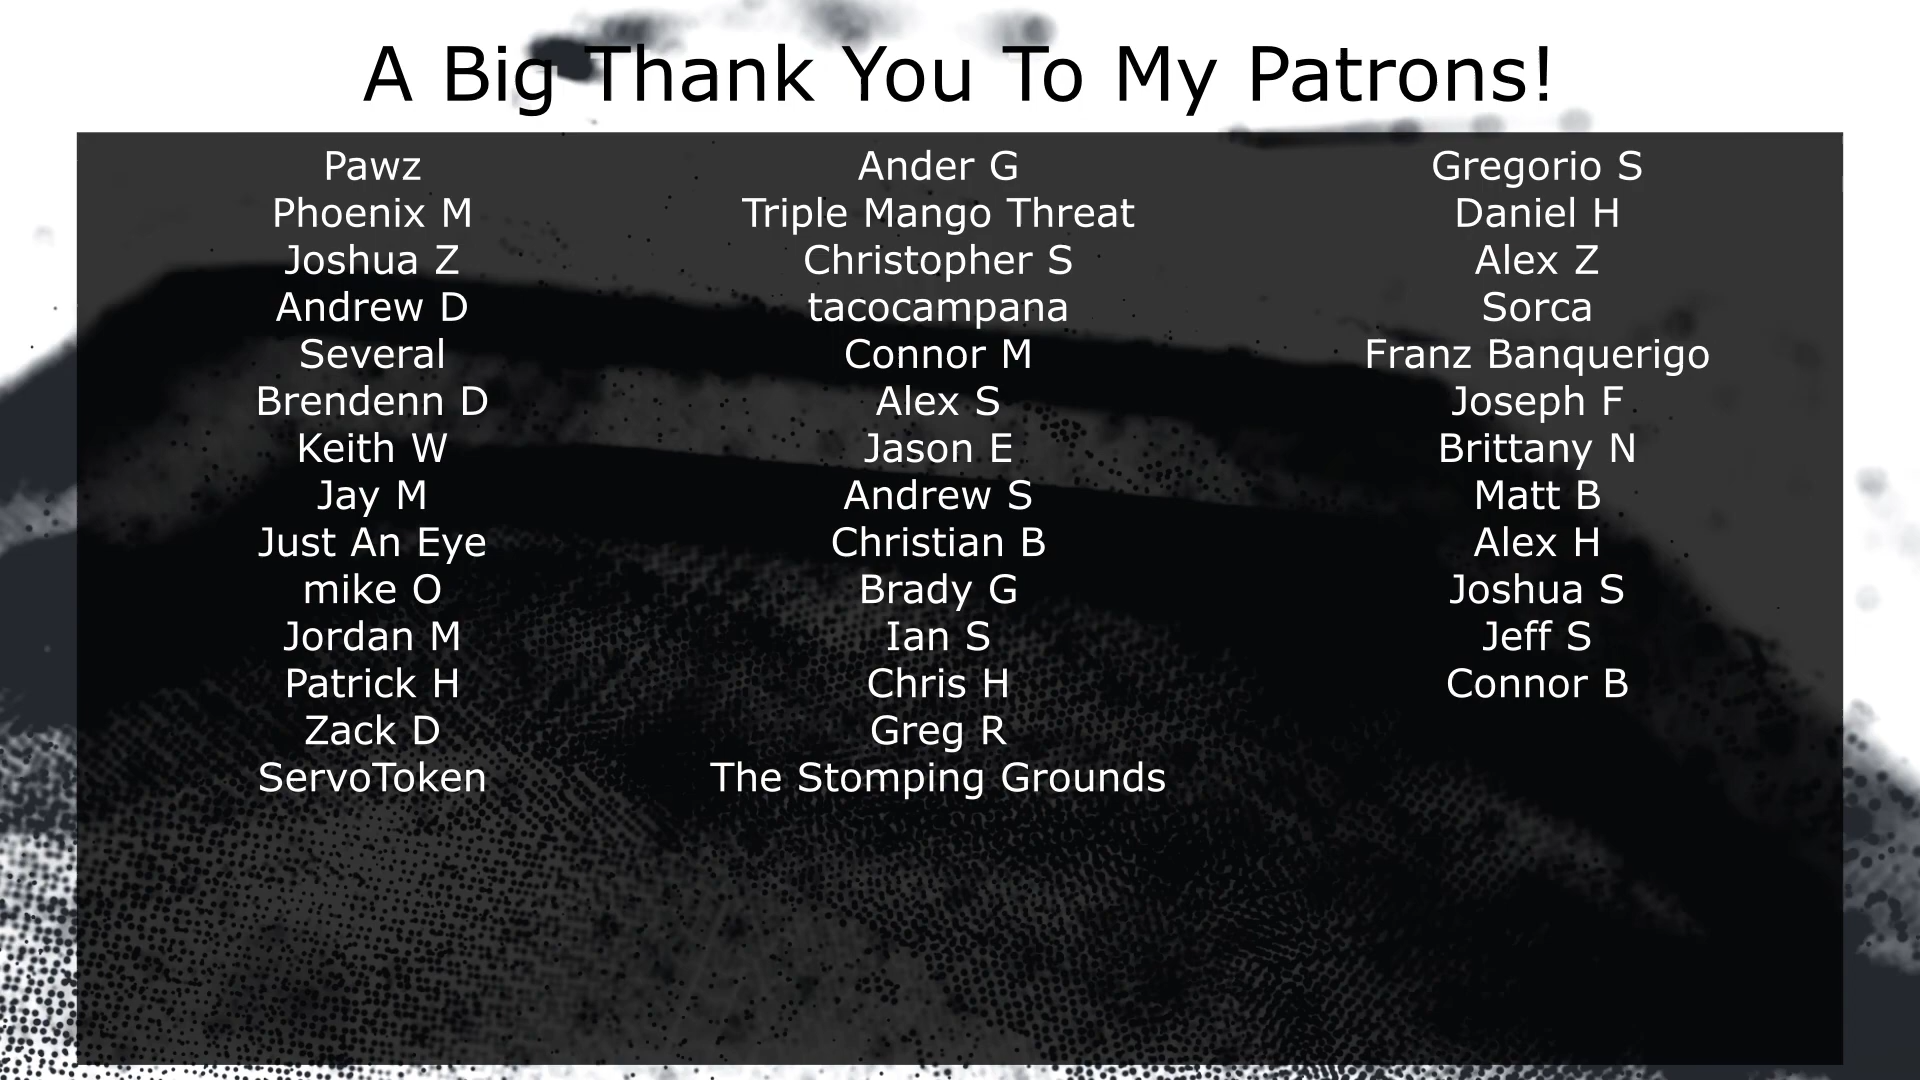 A Big Thank You To My Patrons!
Pawz
Phoenix M
Joshua Z
Andrew D
Several
Brendenn D
Keith W
Jay M
Just An Eye
mike O
Jordan M
Patrick H
Zack D
ServoToken
Ander G
Triple Mango Threat
Christopher S
tacocampana
Connor M
Alex S
Jason E
Andrew S
Christian B
Brady G
Ian S
Chris H
Greg R
The Stomping Grounds
Gregorio S
Daniel H
Alex Z
Sorca
Franz Banquerigo
Joseph F
Brittany N
Matt B
Alex H
Joshua S
Jeff S
Connor B